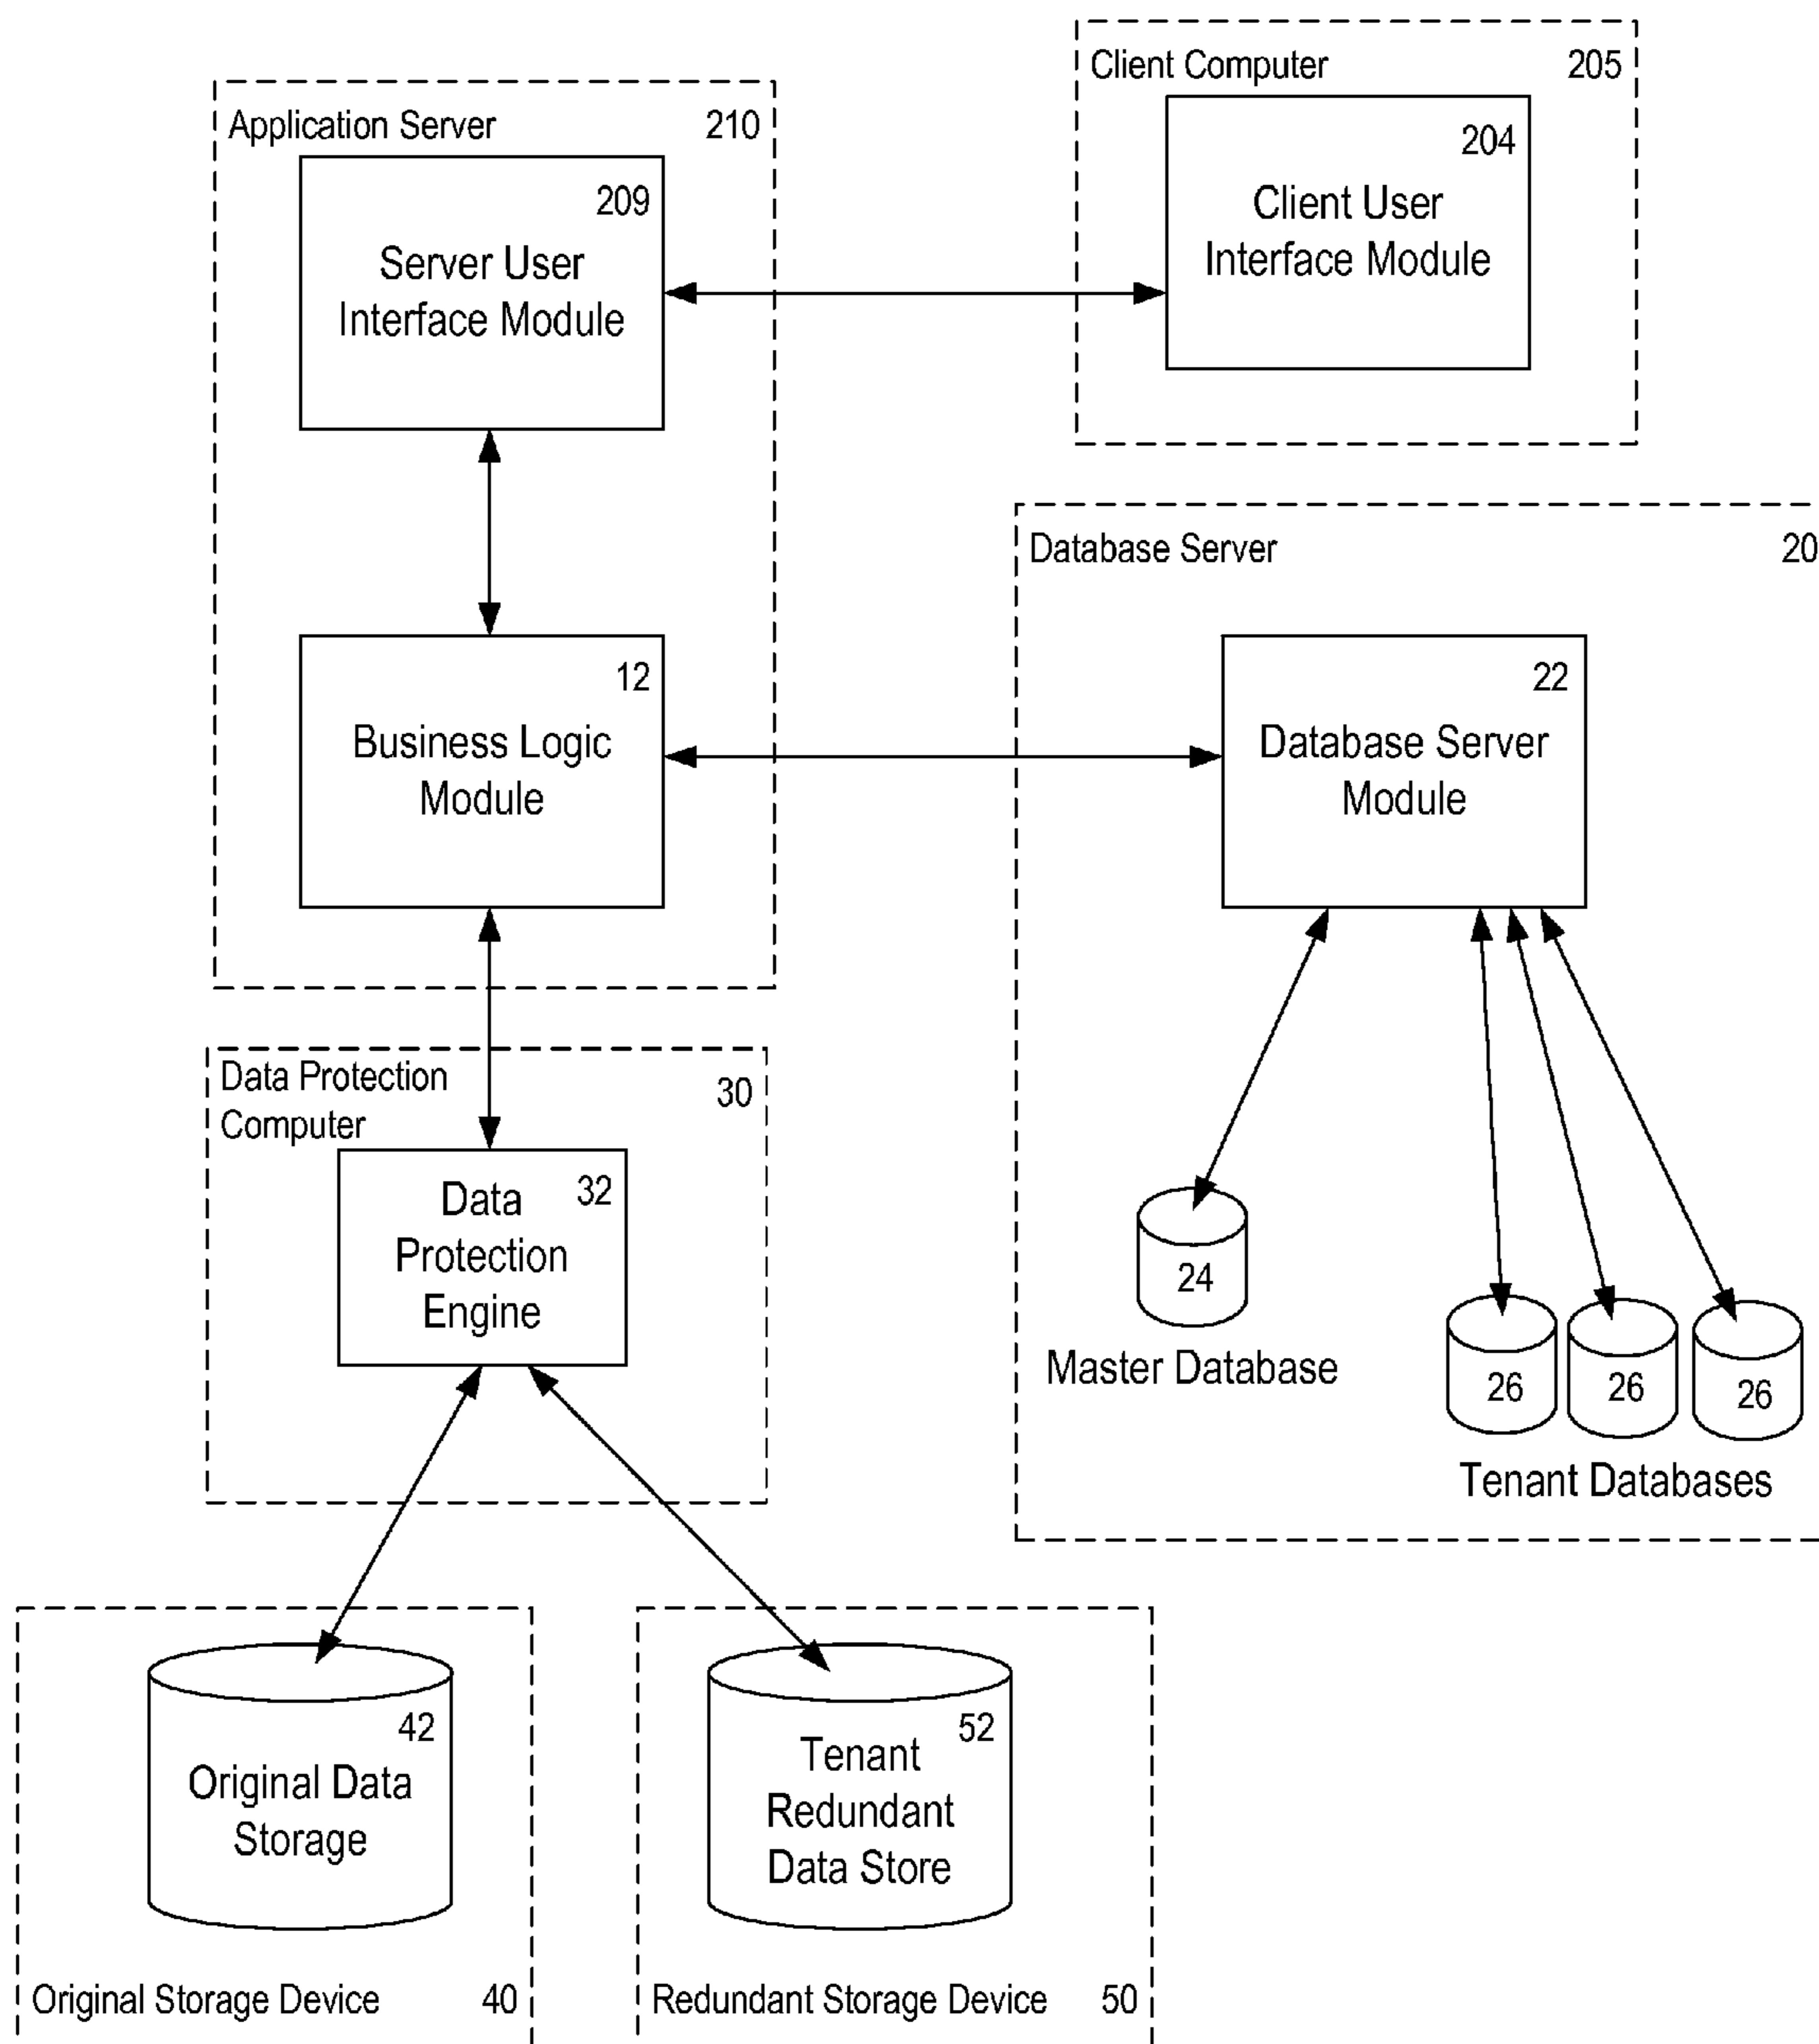 Client Computer 205
204
Client User
Interface Module
Application Server 210
209
Server User
Interface Module
12
Business Logic
Module
Database Server 20
22
Database Server
Module
24
Master Database
26 26 26
Tenant Databases
Data Protection
Computer
30
32
Data
Protection
Engine
42
Original Data
Storage
Original Storage Device 40
52
Tenant
Redundant
Data Store
Redundant Storage Device 50